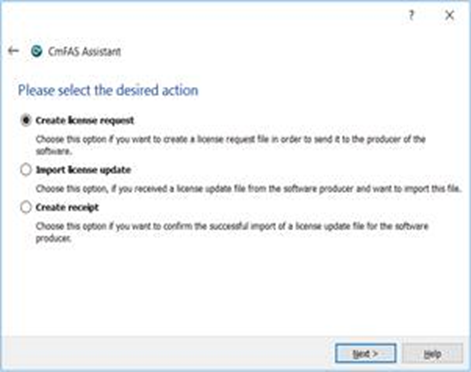 ?
CmFAS Assistant
Please select the desired action
Create license request
Choose this option if you want to create a license request file in order to send it to the producer of the
software.
Import license update
Choose this option, if you received a license update file from the software producer and want to import this file.
Create receipt
Choose this option if you want to confirm the successful import of a license update file for the software
producer.
Next > Help